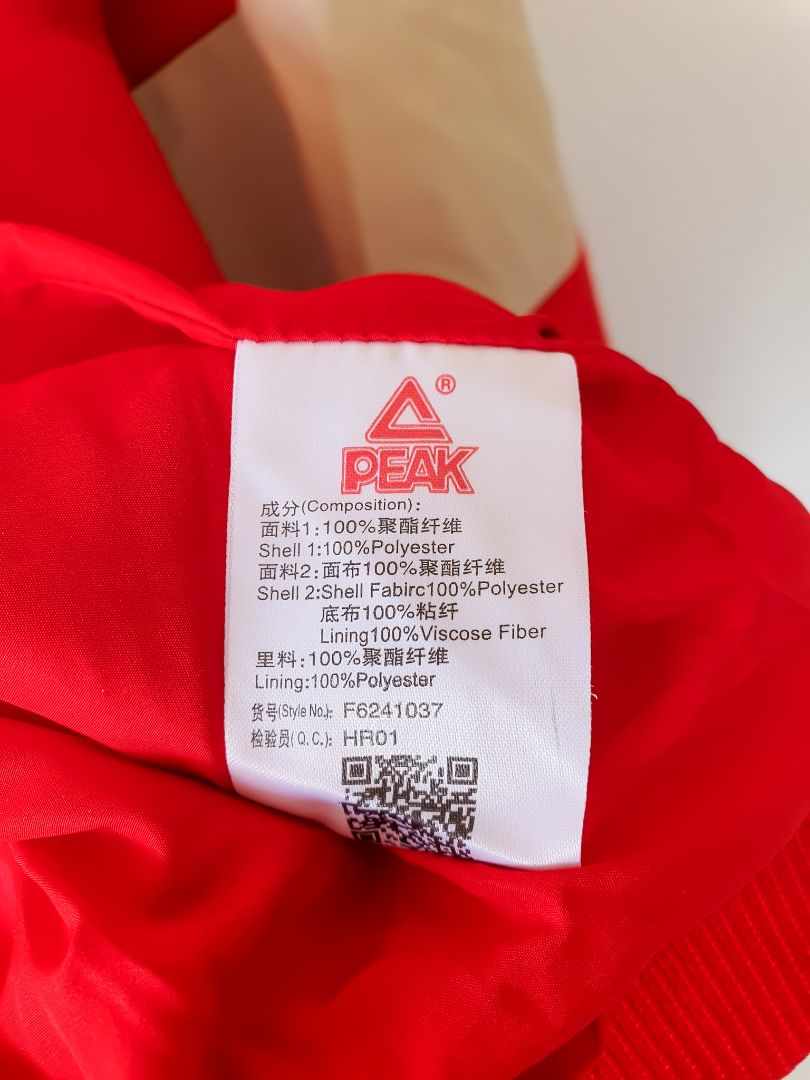 ®
PEAK
成分(Composition):
面料1:100%聚酯纤维
Shell 1:100%Polyester
面料2:面布100%聚酯纤维
Shell 2:Shell Fabirc100%Polyester
底布100%粘纤
Lining100%Viscose Fiber
里料:100%聚酯纤维
Lining:100%Polyester
货号(Style No.): F6241037
检验员(Q.C.): HR01